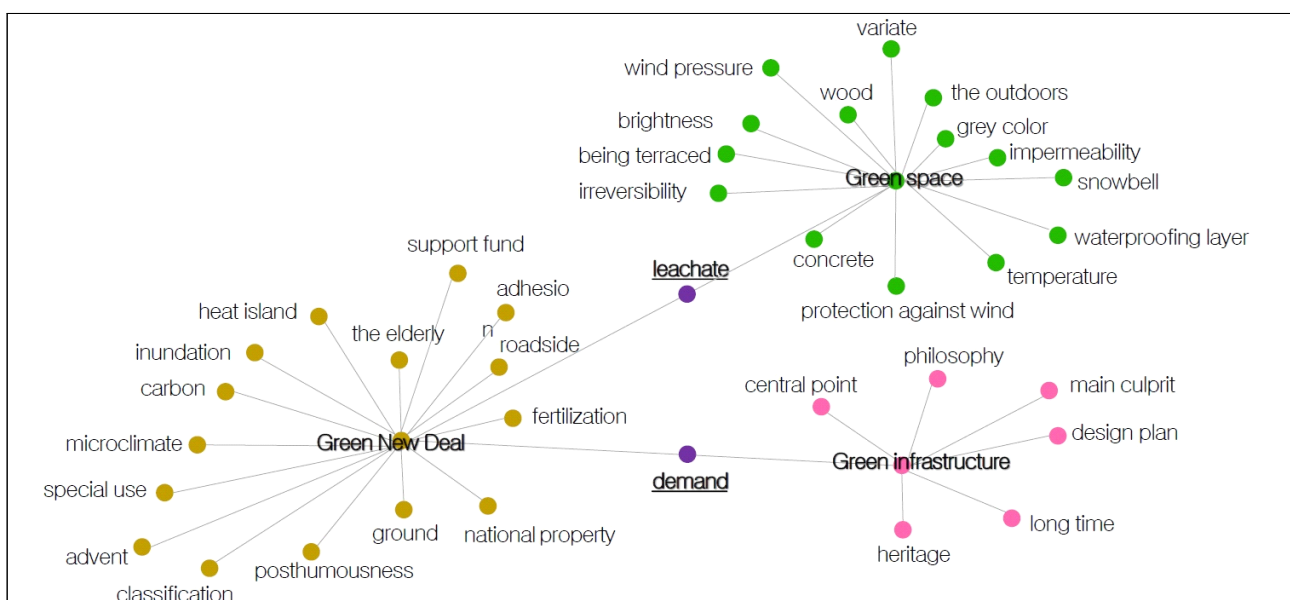 variate
wind pressure
wood
the outdoors
brightness
grey color
being terraced
impermeability
Green space
snowbell
irreversibility
waterproofing layer
concrete
temperature
protection against wind
support fund
leachate
adhesio
n
heat island
the elderly
roadside
inundation
carbon
fertilization
microclimate
Green New Deal
special use
demand
ground
national property
advent
posthumousness
classification
philosophy
central point
main culprit
design plan
Green infrastructure
long time
heritage